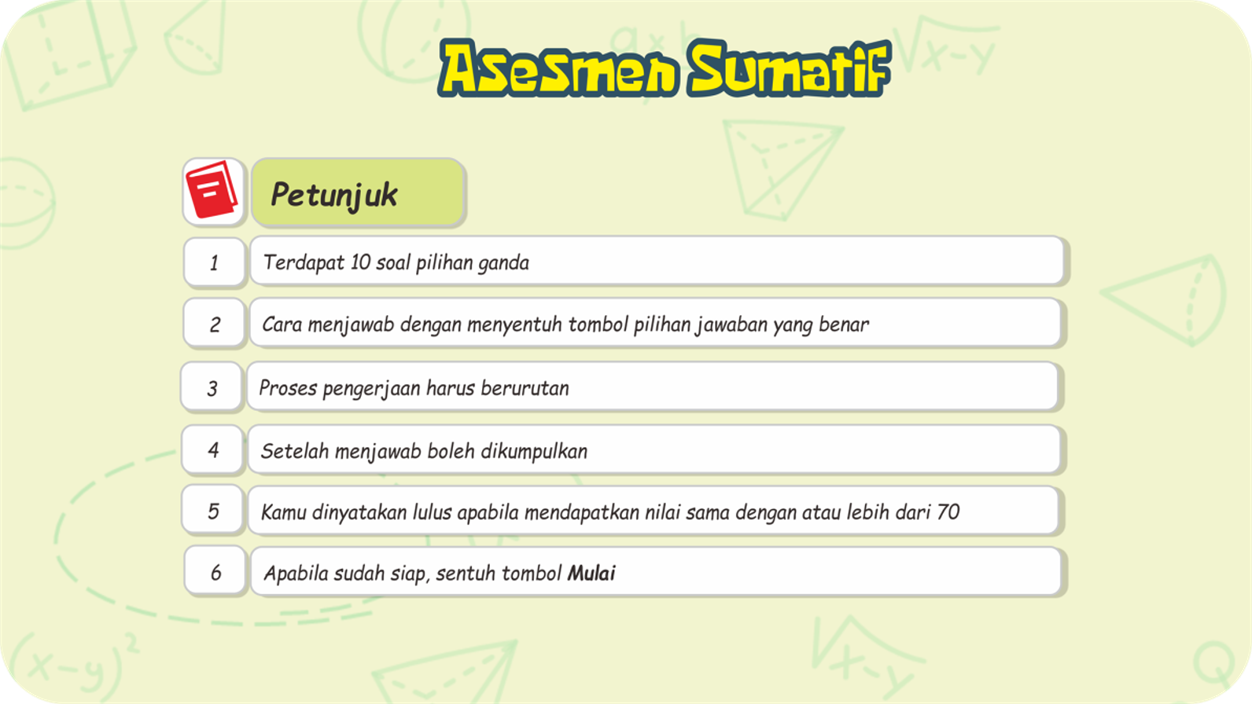 Asesmen Sumatif
Petunjuk
1 Terdapat 10 soal pilihan ganda
2 Cara menjawab dengan menyentuh tombol pilihan jawaban yang benar
3 Proses pengerjaan harus berurutan
4 Setelah menjawab boleh dikumpulkan
5 Kamu dinyatakan lulus apabila mendapatkan nilai sama dengan atau lebih dari 70
6 Apabila sudah siap, sentuh tombol Mulai
√x-y
(x-y)²
√x-y
Q